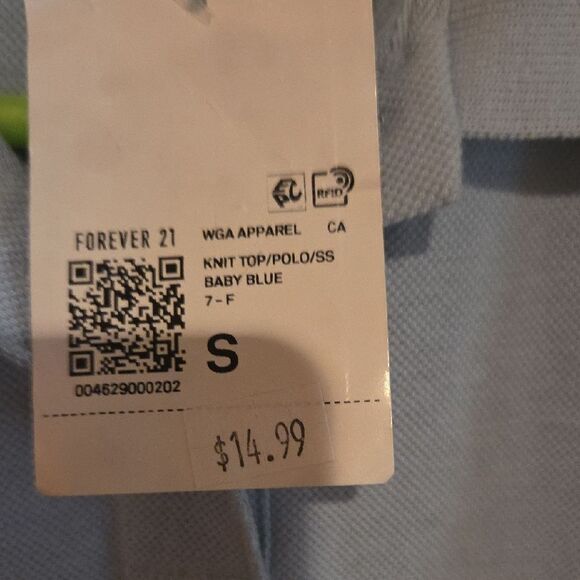 RFID
FOREVER 21
WGA APPAREL CA
KNIT TOP/POLO/SS
BABY BLUE
7-F
S
004629000202
$14.99